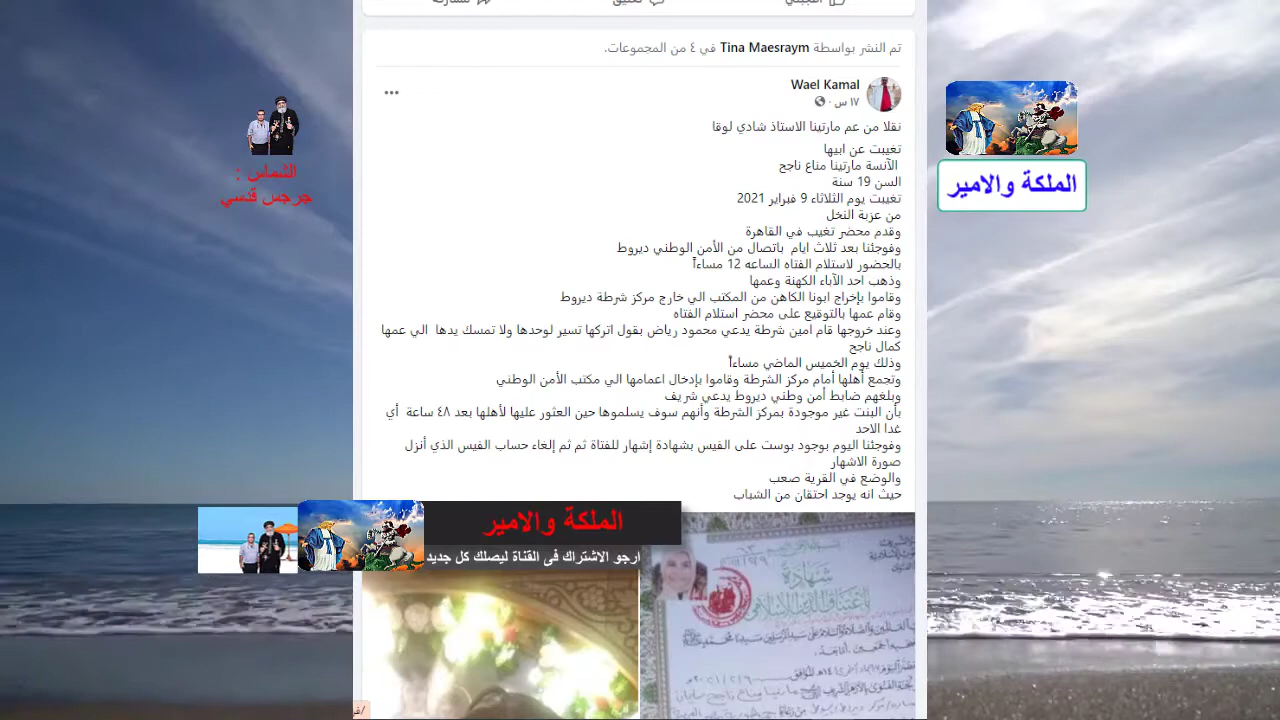 مشاركة
تعليق
أعجبني
تم النشر بواسطة Tina Maesraym في ٤ من المجموعات.
Wael Kamal
١٧ س ·
نقلا من عم مارتينا الاستاذ شادي لوقا
تغيبت عن ابيها
الآنسة مارتينا مناع ناجح
السن 19 سنة
تغيبت يوم الثلاثاء 9 فبراير 2021
من عزبة النخل
وقدم محضر تغيب في القاهرة
وفوجئنا بعد ثلاث ايام باتصال من الأمن الوطني ديروط
بالحضور لاستلام الفتاه الساعه 12 مساءاً
وذهب احد الآباء الكهنة وعمها
وقاموا بإخراج ابونا الكاهن من المكتب الي خارج مركز شرطة ديروط
وقام عمها بالتوقيع على محضر استلام الفتاه
وعند خروجها قام امين شرطة يدعي محمود رياض بقول اتركها تسير لوحدها ولا تمسك يدها الي عمها
كمال ناجح
وذلك يوم الخميس الماضي مساءاً
وتجمع أهلها أمام مركز الشرطة وقاموا بإدخال اعمامها الي مكتب الأمن الوطني
وبلغهم ضابط أمن وطني ديروط يدعي شريف
بأن البنت غير موجودة بمركز الشرطة وأنهم سوف يسلموها حين العثور عليها لأهلها بعد ٤٨ ساعة أي
غدا الاحد
وفوجئنا اليوم بوجود بوست على الفيس بشهادة إشهار للفتاة ثم ثم إلغاء حساب الفيس الذي أنزل
صورة الاشهار
والوضع في القرية صعب
حيث انه يوجد احتقان من الشباب
الشماس :
جرجس قدسي
الملكة والامير
الملكة والامير
ارجو الاشتراك فى القناة ليصلك كل جديد
شهادة